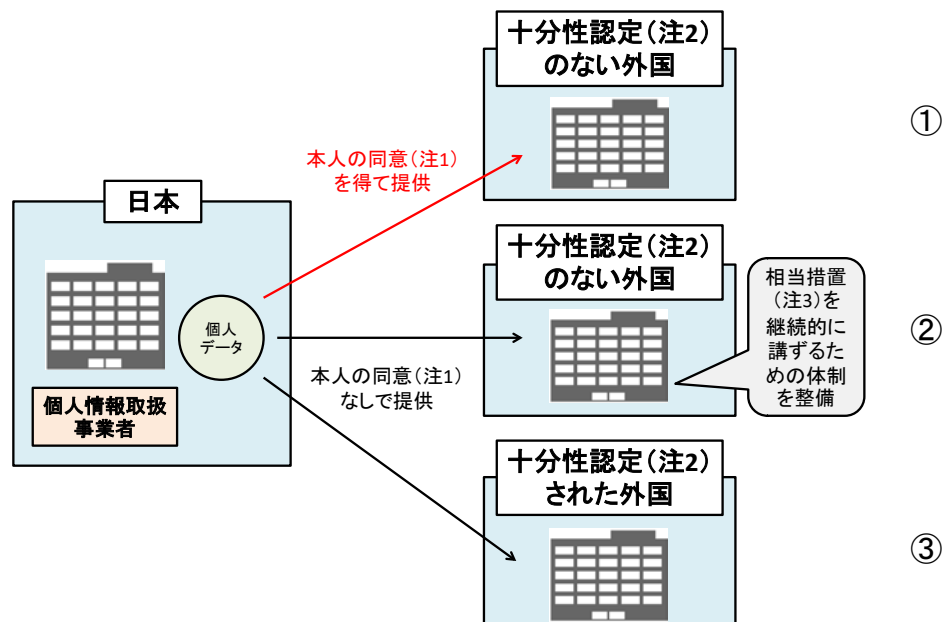 十分性認定(注2)
のない外国
①
本人の同意(注1)
を得て提供
日本
十分性認定(注2)
のない外国
相当措置
(注3)を
継続的に
講ずるた
めの体制
を整備
②
個人
データ
本人の同意(注1)
なしで提供
個人情報取扱
事業者
十分性認定(注2)
された外国
③